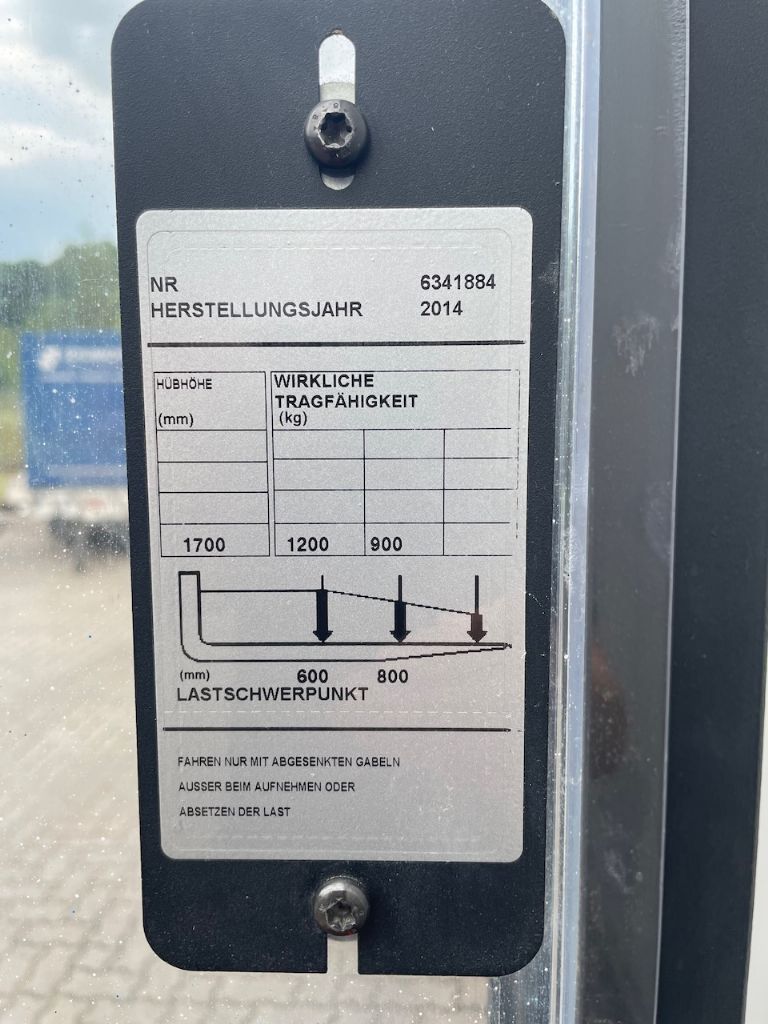 NR 6341884
HERSTELLUNGSJAHR 2014
HÜBHÖHE
(mm)
WIRKLICHE
TRAGFÄHIGKEIT
(kg)
1700 1200 900
(mm) 600 800
LASTSCHWERPUNKT
FAHREN NUR MIT ABGESENKTEN GABELN
AUSSER BEIM AUFNEHMEN ODER
ABSETZEN DER LAST